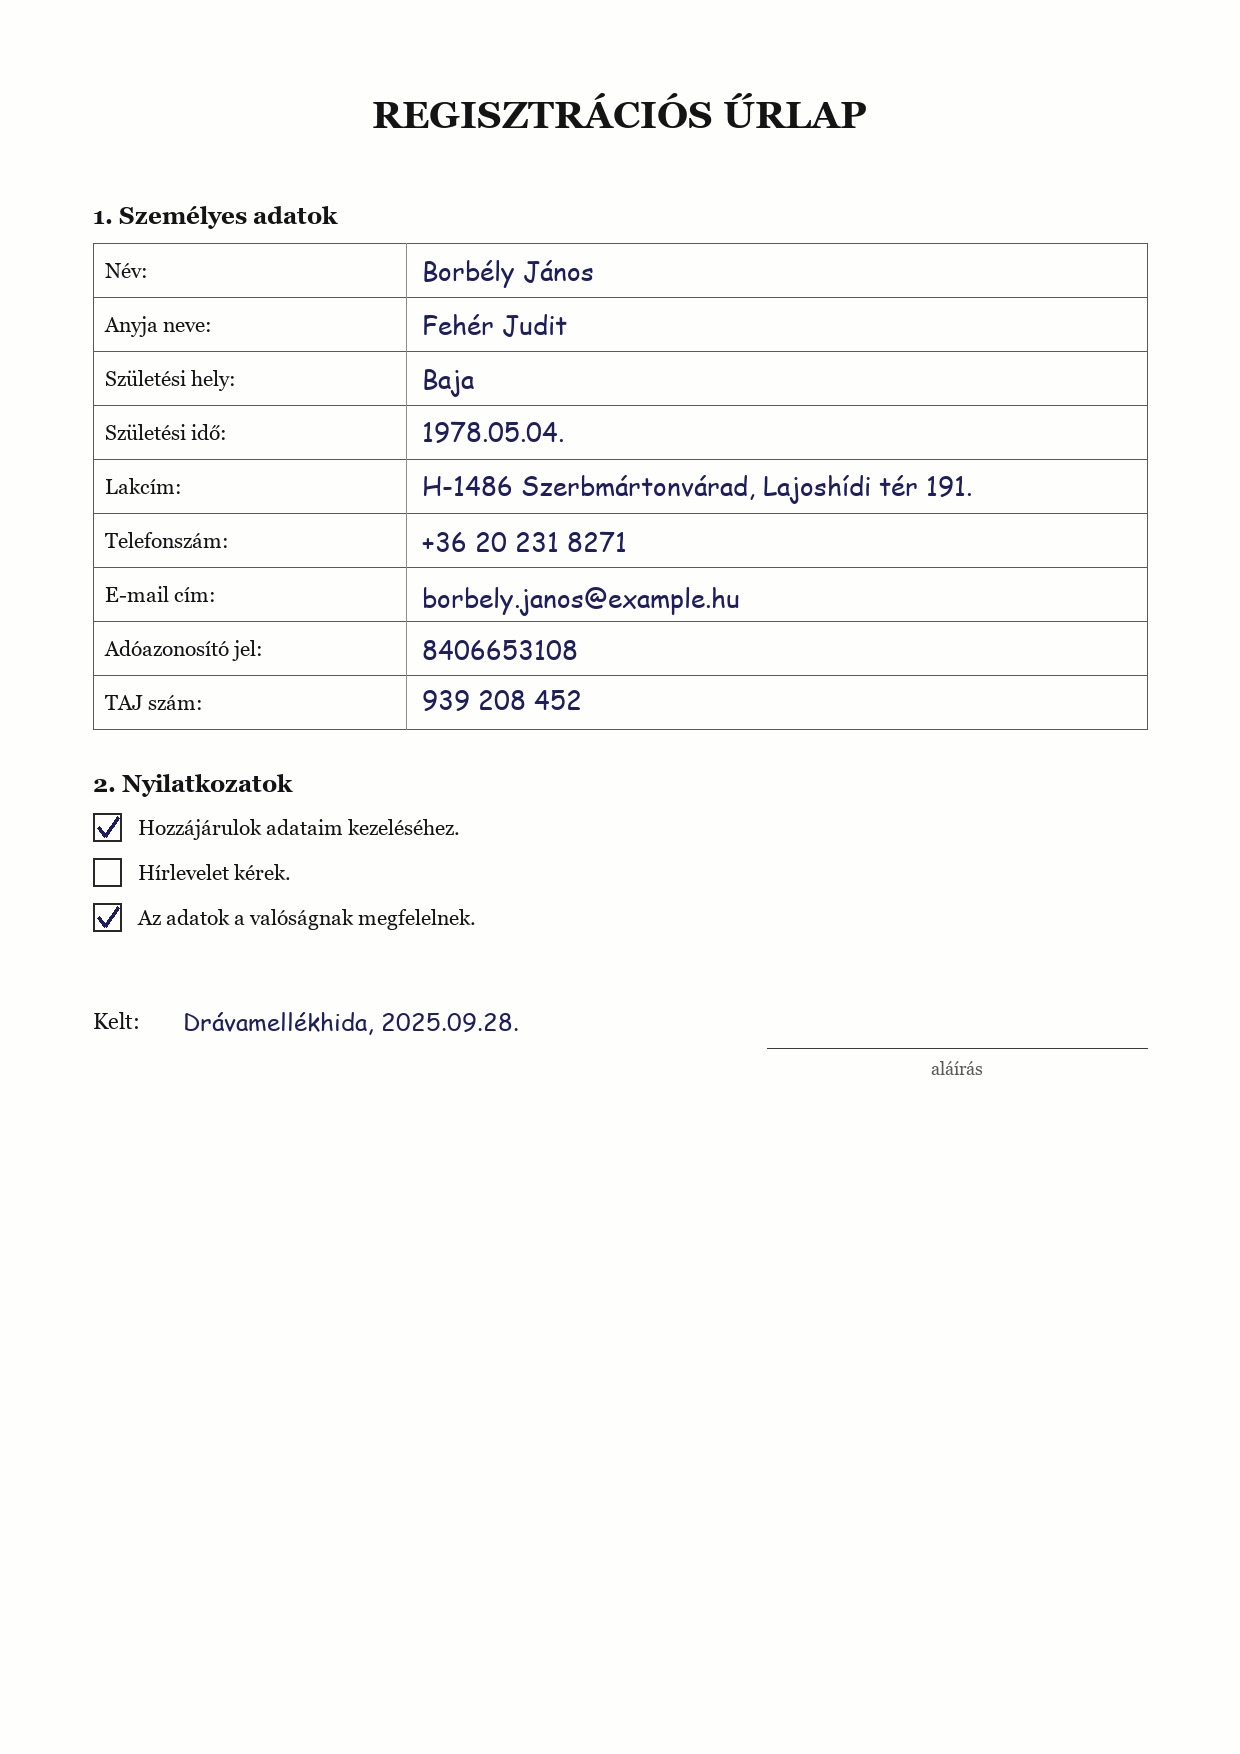 REGISZTRÁCIÓS ŰRLAP
1. Személyes adatok
Név: Borbély János
Anyja neve: Fehér Judit
Születési hely: Baja
Születési idő: 1978.05.04.
Lakcím: H-1486 Szerbmártonvárad, Lajoshídi tér 191.
Telefonszám: +36 20 231 8271
E-mail cím: borbely.janos@example.hu
Adóazonosító jel: 8406653108
TAJ szám: 939 208 452
2. Nyilatkozatok
Hozzájárulok adataim kezeléséhez.
Hírlevelet kérek.
Az adatok a valóságnak megfelelnek.
Kelt: Drávamellékhida, 2025.09.28.
aláírás